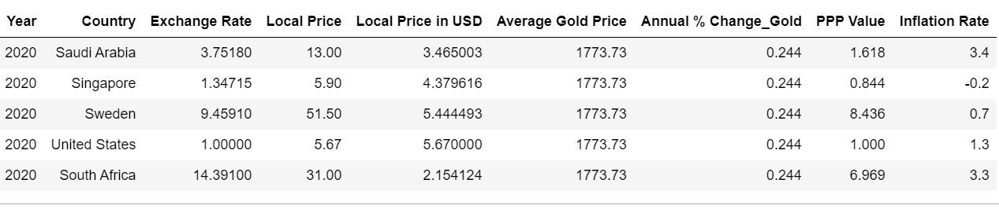 Year Country Exchange Rate Local Price Local Price in USD Average Gold Price Annual % Change_Gold PPP Value Inflation Rate
2020 Saudi Arabia 3.75180 13.00 3.465003 1773.73 0.244 1.618 3.4
2020 Singapore 1.34715 5.90 4.379616 1773.73 0.244 0.844 -0.2
2020 Sweden 9.45910 51.50 5.444493 1773.73 0.244 8.436 0.7
2020 United States 1.00000 5.67 5.670000 1773.73 0.244 1.000 1.3
2020 South Africa 14.39100 31.00 2.154124 1773.73 0.244 6.969 3.3